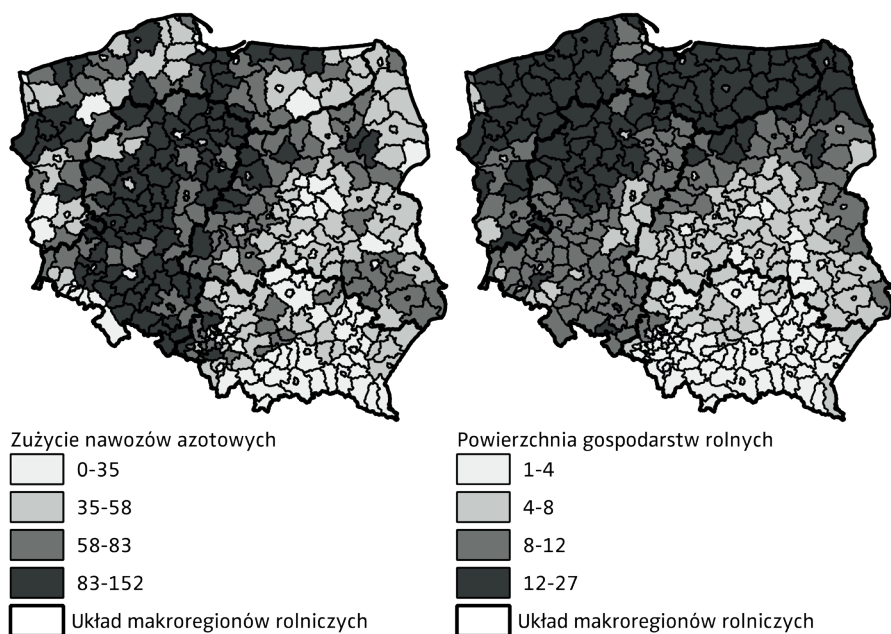 Zużycie nawozów azotowych
0-35
35-58
58-83
83-152
Układ makroregionów rolniczych
Powierzchnia gospodarstw rolnych
1-4
4-8
8-12
12-27
Układ makroregionów rolniczych